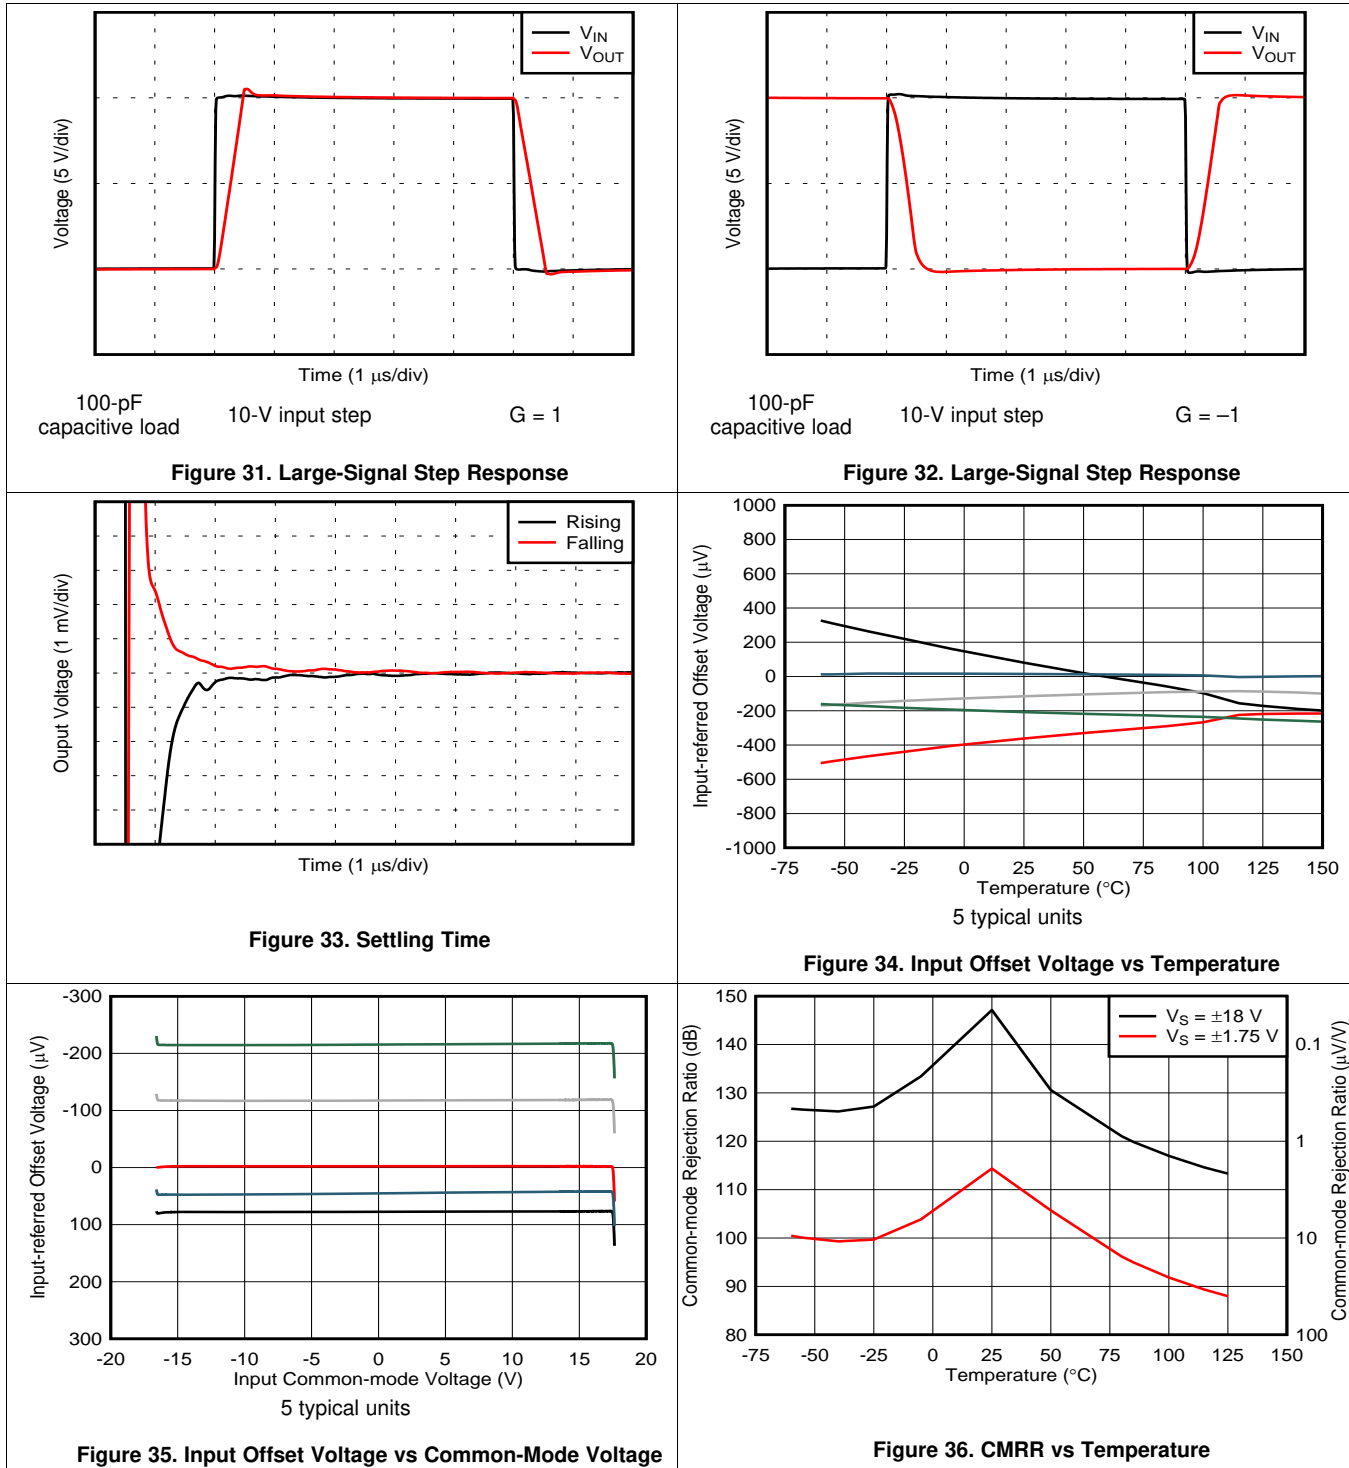 V_IN
V_OUT
Voltage (5 V/div)
Time (1 μs/div)
100-pF
capacitive load
10-V input step
G = 1
Figure 31. Large-Signal Step Response
V_IN
V_OUT
Voltage (5 V/div)
Time (1 μs/div)
100-pF
capacitive load
10-V input step
G = –1
Figure 32. Large-Signal Step Response
Rising
Falling
Ouput Voltage (1 mV/div)
Time (1 μs/div)
Figure 33. Settling Time
1000
800
600
400
200
0
-200
-400
-600
-800
-1000
Input-referred Offset Voltage (μV)
-75 -50 -25 0 25 50 75 100 125 150
Temperature (°C)
5 typical units
Figure 34. Input Offset Voltage vs Temperature
-300
-200
-100
0
100
200
300
Input-referred Offset Voltage (μV)
-20 -15 -10 -5 0 5 10 15 20
Input Common-mode Voltage (V)
5 typical units
Figure 35. Input Offset Voltage vs Common-Mode Voltage
V_S = ±18 V
V_S = ±1.75 V
150
140
130
120
110
100
90
80
Common-mode Rejection Ratio (dB)
0.1
1
10
100
Common-mode Rejection Ratio (μV/V)
-75 -50 -25 0 25 50 75 100 125 150
Temperature (°C)
Figure 36. CMRR vs Temperature